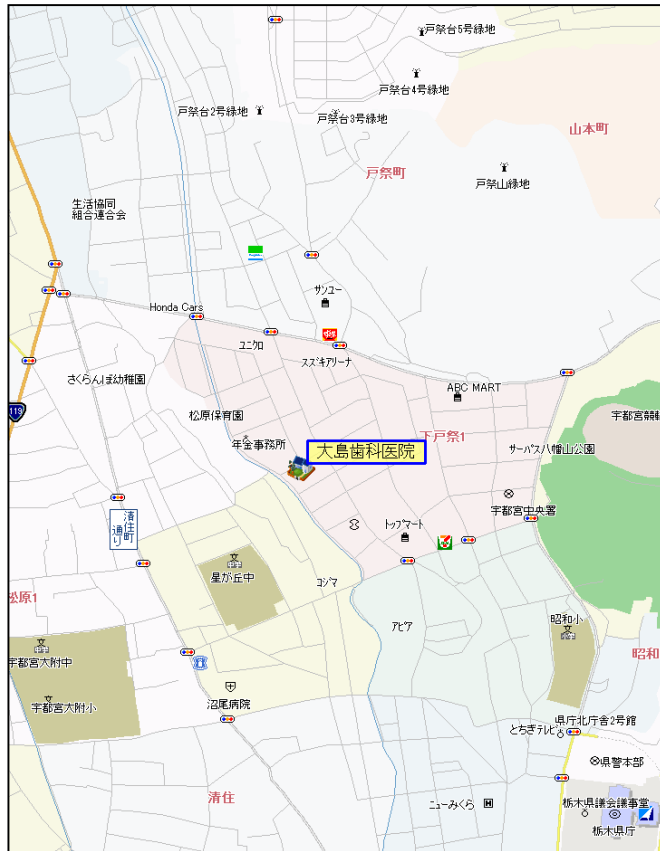 戸祭台5号緑地
戸祭台4号緑地
戸祭台2号緑地
戸祭台3号緑地
山本町
戸祭町
戸祭山緑地
生活協同
組合連合会
サンユー
Honda Cars
すき家
ユニクロ
スズキアリーナ
さくらんぼ幼稚園
ABC MART
119
松原保育園
宇都宮競輪
下戸祭1
年金事務所
大島歯科医院
サーパス八幡山公園
宇都宮中央署
清住町
通り
トップマート
7
星が丘中
コジマ
松原1
アピア
昭和小
宇都宮大附中
昭和
沼尾病院
宇都宮大附小
県庁北庁舎2号館
とちぎテレビ
県警本部
清住
ニューみくら
H
栃木県議会議事堂
栃木県庁